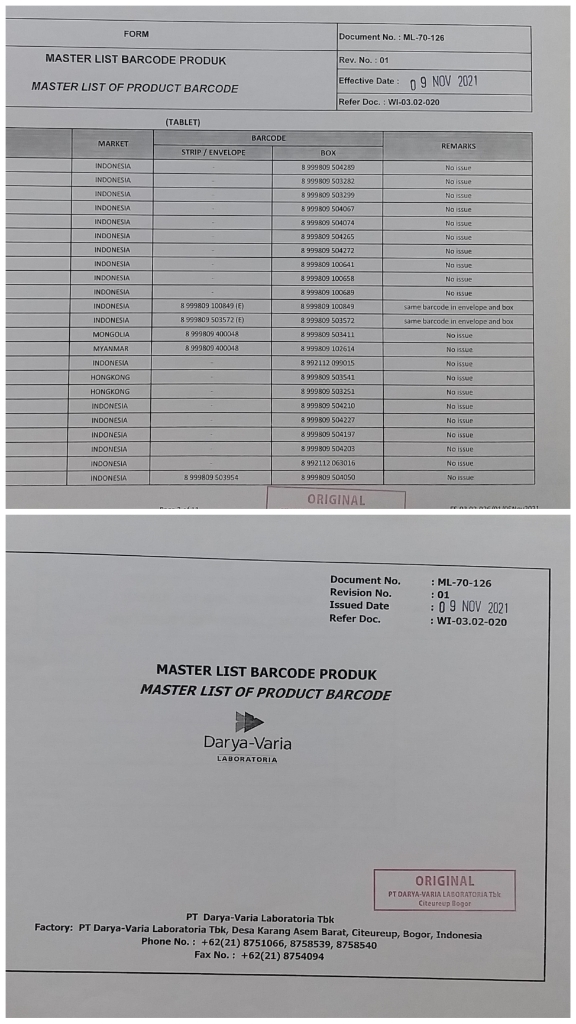 FORM
Document No. : ML-70-126
MASTER LIST BARCODE PRODUK
Rev. No. : 01
MASTER LIST OF PRODUCT BARCODE
Effective Date : 09 NOV 2021
Refer Doc. : WI-03.02-020
(TABLET)
MARKET BARCODE REMARKS
STRIP / ENVELOPE BOX
INDONESIA - 8 999809 504289 No issue
INDONESIA - 8 999809 503282 No issue
INDONESIA - 8 999809 503299 No issue
INDONESIA - 8 999809 504067 No issue
INDONESIA - 8 999809 504074 No issue
INDONESIA - 8 999809 504265 No issue
INDONESIA - 8 999809 504272 No issue
INDONESIA - 8 999809 100641 No issue
INDONESIA - 8 999809 100658 No issue
INDONESIA - 8 999809 100689 No issue
INDONESIA 8 999809 100849 (E) 8 999809 100849 same barcode in envelope and box
INDONESIA 8 999809 503572 (E) 8 999809 503572 same barcode in envelope and box
MONGOLIA 8 999809 400048 8 999809 503411 No issue
MYANMAR 8 999809 400048 8 999809 102614 No issue
INDONESIA - 8 992112 099015 No issue
HONGKONG - 8 999809 503541 No issue
HONGKONG - 8 999809 503251 No issue
INDONESIA - 8 999809 504210 No issue
INDONESIA - 8 999809 504227 No issue
INDONESIA - 8 999809 504197 No issue
INDONESIA - 8 999809 504203 No issue
INDONESIA - 8 992112 063016 No issue
INDONESIA 8 999809 503954 8 999809 504050 No issue
ORIGINAL
Document No. : ML-70-126
Revision No. : 01
Issued Date : 09 NOV 2021
Refer Doc. : WI-03.02-020
MASTER LIST BARCODE PRODUK
MASTER LIST OF PRODUCT BARCODE
Darya-Varia
LABORATORIA
ORIGINAL
PT DARYA-VARIA LABORATORIA Tbk
Citeureup Bogor
PT Darya-Varia Laboratoria Tbk
Factory: PT Darya-Varia Laboratoria Tbk, Desa Karang Asem Barat, Citeureup, Bogor, Indonesia
Phone No. : +62(21) 8751066, 8758539, 8758540
Fax No. : +62(21) 8754094